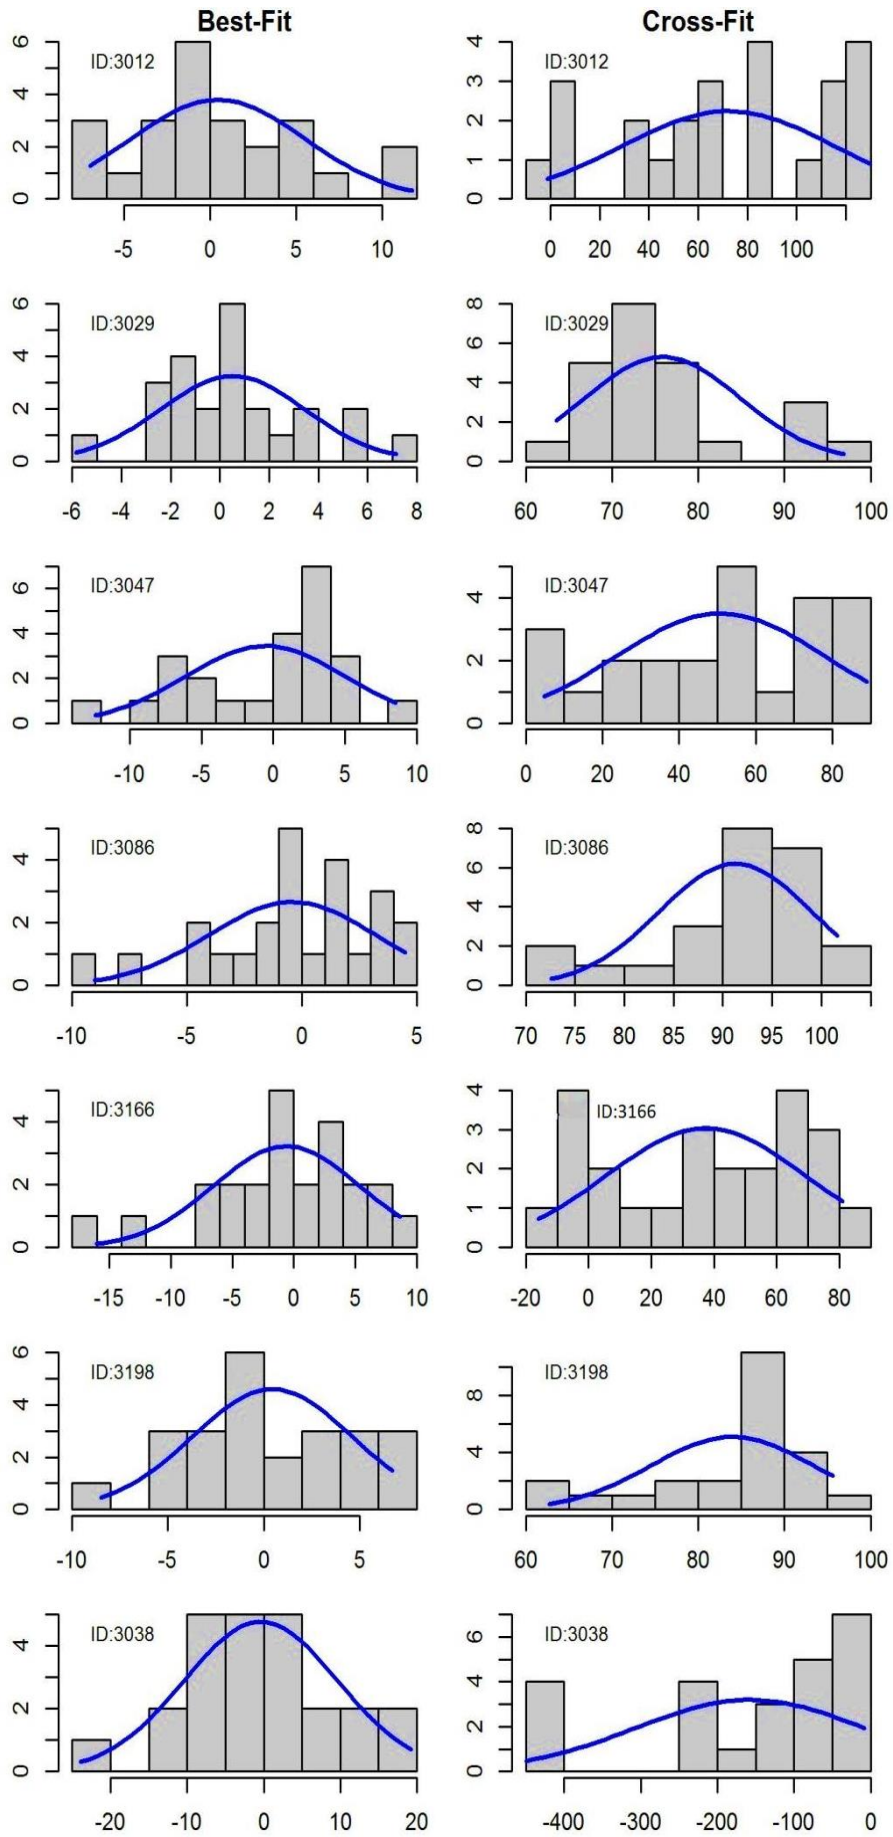 Best-Fit Cross-Fit
ID:3012 ID:3012
6 4 2 0
4 3 2 1 0
-5 0 5 10
0 20 40 60 80 100
ID:3029 ID:3029
6 4 2 0
8 6 4 2 0
-6 -4 -2 0 2 4 6 8
60 70 80 90 100
ID:3047 ID:3047
6 4 2 0
4 2 0
-10 -5 0 5 10
0 20 40 60 80
ID:3086 ID:3086
4 2 0
8 6 4 2 0
-10 -5 0 5
70 75 80 85 90 95 100
ID:3166 ID:3166
4 2 0
4 3 2 1 0
-15 -10 -5 0 5 10
-20 0 20 40 60 80
ID:3198 ID:3198
6 4 2 0
8 4 0
-10 -5 0 5
60 70 80 90 100
ID:3038 ID:3038
4 2 0
6 4 2 0
-20 -10 0 10 20
-400 -300 -200 -100 0